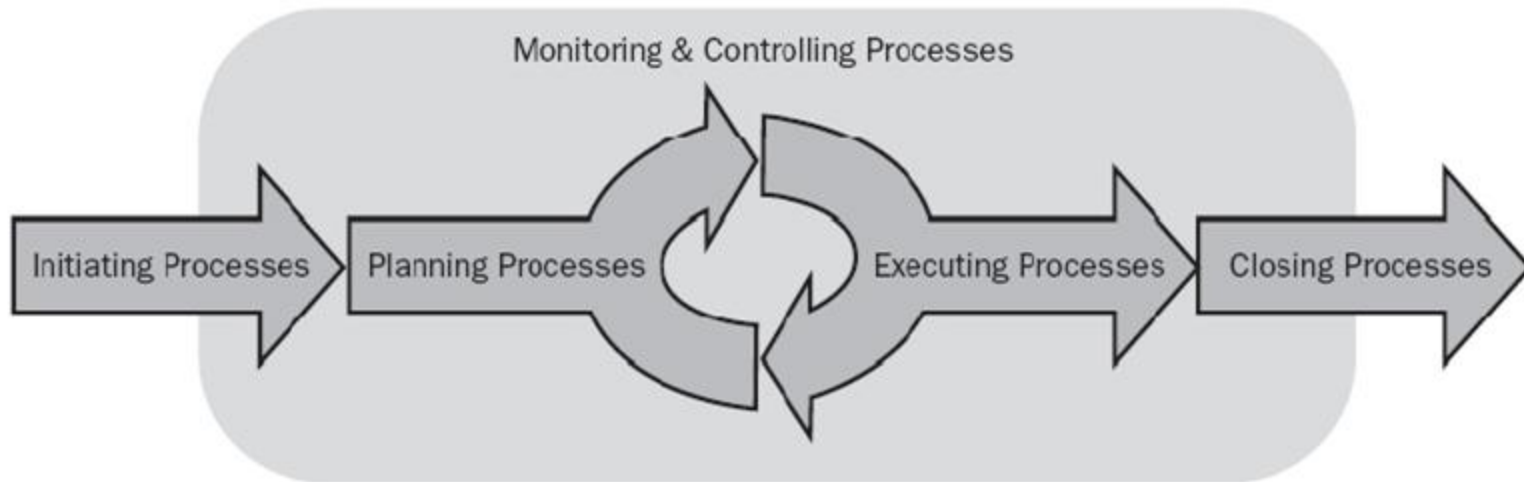 Monitoring & Controlling Processes
Initiating Processes
Planning Processes
Executing Processes
Closing Processes